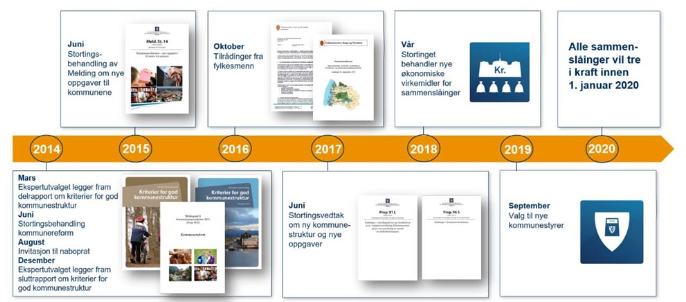 Juni
Stortings-
behandling av
Melding om nye
oppgaver til
kommunene
Meld. St. 14
Oktober
Tilrådinger fra
fylkesmenn
Vår
Stortinget
behandler nye
økonomiske
virkemidler for
sammenslåinger
Kr.
Alle sammen-
slåinger vil tre
i kraft innen
1. januar 2020
2014
2015
2016
2017
2018
2019
2020
Mars
Ekspertutvalget legger fram
delrapport om kriterier for god
kommunestruktur
Juni
Stortingsbehandling
kommunereform
August
Invitasjon til naboprat
Desember
Ekspertutvalget legger fram
sluttrapport om kriterier for
god kommunestruktur
Kriterier for god
kommunestruktur
Kriterier for god
kommunestruktur
Kommunereform
Juni
Stortingsvedtak
om ny kommune-
struktur og nye
oppgaver
Prop. 91 L
Prop. 96 S
September
Valg til nye
kommunestyrer